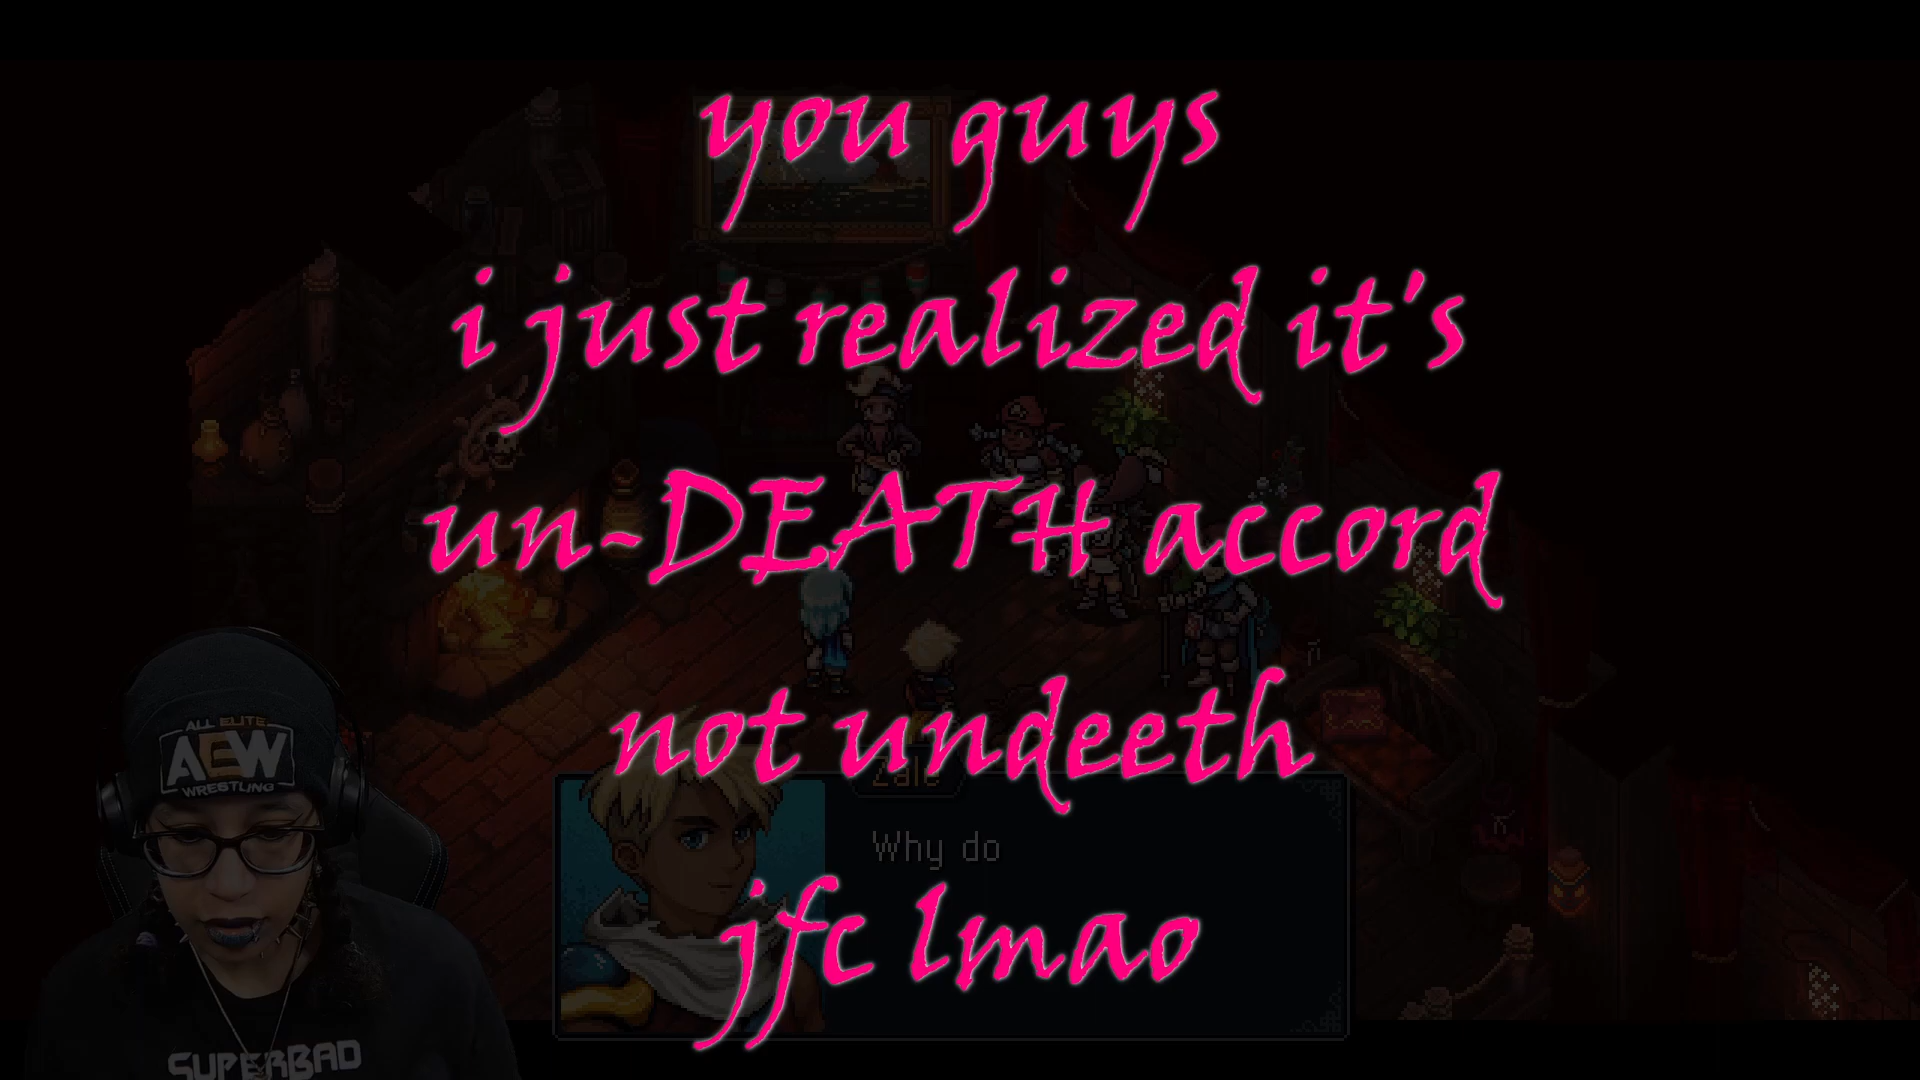 you guys
i just realized it's
un-DEATH accord
not undeeth
jfc lmao
Zale
Why do
ALL ELITE
AEW
WRESTLING
SUPERBAD